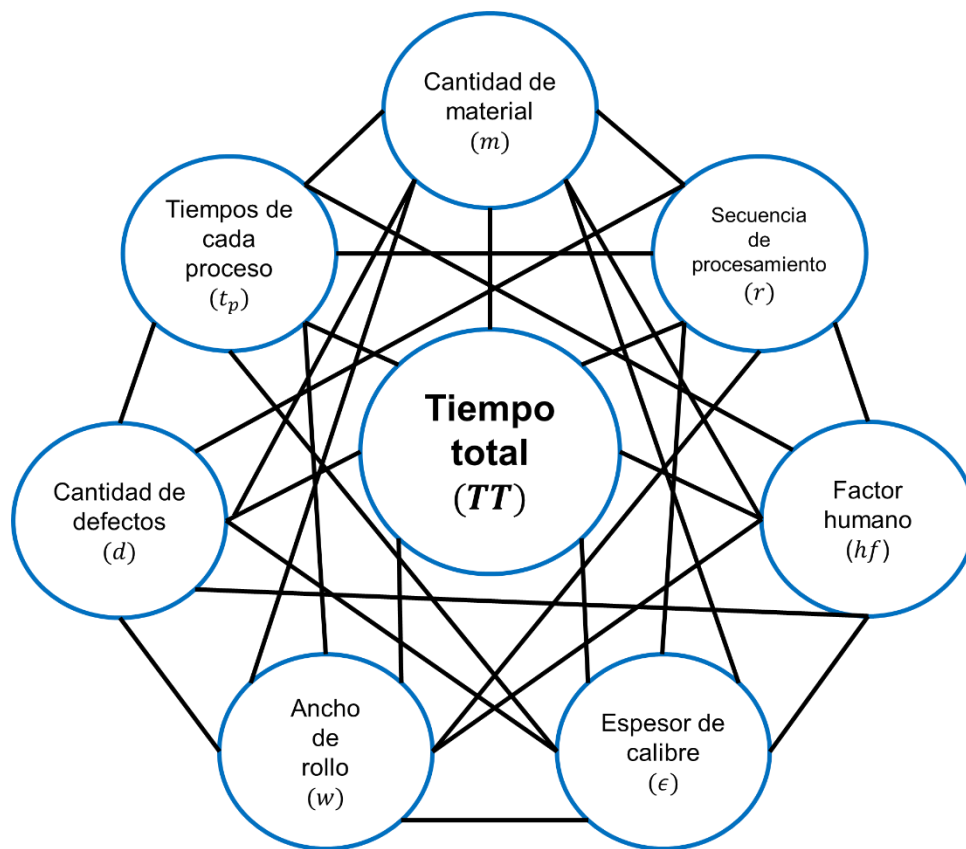 Cantidad de
material
(m)
Tiempos de
cada
proceso
(t_p)
Secuencia
de
procesamiento
(r)
Tiempo
total
(TT)
Cantidad de
defectos
(d)
Factor
humano
(hf)
Ancho
de
rollo
(w)
Espesor de
calibre
(ϵ)